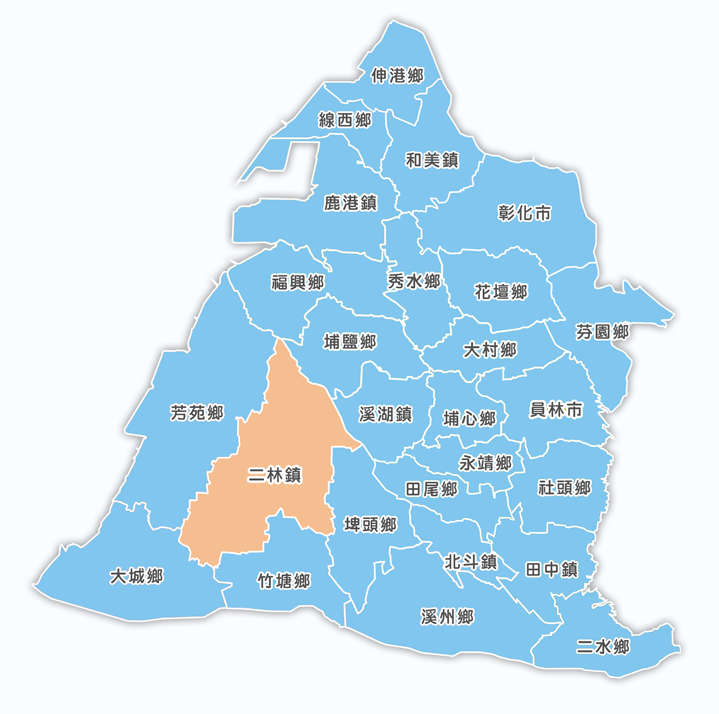 伸港鄉
線西鄉
和美鎮
鹿港鎮
彰化市
福興鄉
秀水鄉
花壇鄉
芬園鄉
埔鹽鄉
大村鄉
芳苑鄉
溪湖鎮
埔心鄉
員林市
二林鎮
永靖鄉
田尾鄉
社頭鄉
埤頭鄉
北斗鎮
田中鎮
大城鄉
竹塘鄉
溪州鄉
二水鄉